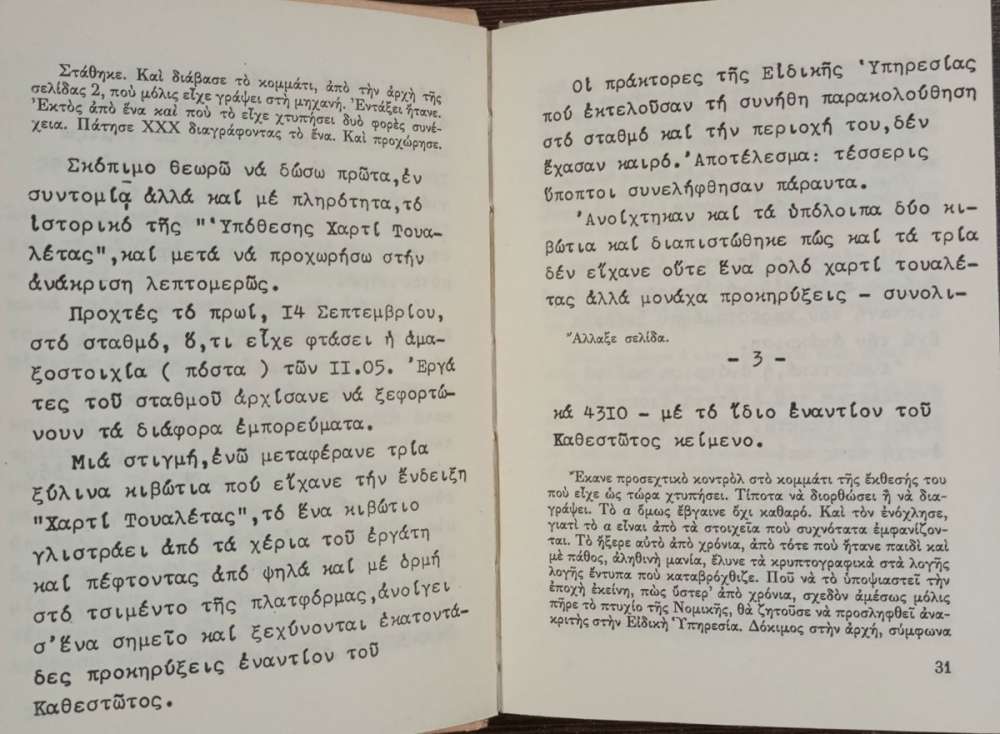 Στάθηκε. Καὶ διάβασε τὸ κομμάτι, ἀπὸ τὴν ἀρχὴ τῆς
σελίδας 2, ποὺ μόλις εἶχε γράψει στὴ μηχανή. Ἐντάξει ἤτανε.
Ἐκτὸς ἀπὸ ἕνα καὶ ποὺ τὸ εἶχε χτυπήσει δυὸ φορὲς συνέ-
χεια. Πάτησε ΧΧΧ διαγράφοντας τὸ ἕνα. Καὶ προχώρησε.
Σκόπιμο θεωρῶ νά δώσω πρῶτα,ἐν
συντομίᾳ ἀλλά καί μέ πληρότητα,τό
ἱστορικό τῆς "Ὑπόθεσης Χαρτί Τουα-
λέτας",καί μετά νά προχωρήσω στήν
ἀνάκριση λεπτομερῶς.
Προχτές τό πρωί, I4 Σεπτεμβρίου,
στό σταθμό, ὅ,τι εἶχε φτάσει ἡ ἁμα-
ξοστοιχία ( πόστα ) τῶν II.05. Ἐργά
τες τοῦ σταθμοῦ ἀρχίσανε νά ξεφορτώ-
νουν τά διάφορα ἐμπορεύματα.
Μιά στιγμή,ἐνῶ μεταφέρανε τρία
ξύλινα κιβώτια πού εἴχανε τήν ἔνδειξη
"Χαρτί Τουαλέτας",τό ἕνα κιβώτιο
γλιστράει ἀπό τά χέρια τοῦ ἐργάτη
καί πέφτοντας ἀπό ψηλά καί μέ ὁρμή
στό τσιμέντο τῆς πλατφόρμας,ἀνοίγει
σ'ἕνα σημεῖο καί ξεχύνονται ἑκατοντά-
δες προκηρύξεις ἐναντίον τοῦ
Καθεστῶτος.
Οἱ πράκτορες τῆς Εἰδικῆς Ὑπηρεσίας
πού ἐκτελοῦσαν τή συνήθη παρακολούθηση
στό σταθμό καί τήν περιοχή του,δέν
ἔχασαν καιρό.Ἀποτέλεσμα: τέσσερις
ὕποπτοι συνελήφθησαν πάραυτα.
Ἀνοίχτηκαν καί τά ὑπόλοιπα δύο κι-
βώτια καί διαπιστώθηκε πώς καί τά τρία
δέν εἴχανε οὔτε ἕνα ρολό χαρτί τουαλέ-
τας ἀλλά μονάχα προκηρύξεις - συνολι-
Ἄλλαξε σελίδα.
- 3 -
κά 43I0 - μέ τό ἴδιο ἐναντίον τοῦ
Καθεστῶτος κείμενο.
Ἔκανε προσεχτικὸ κοντρὸλ στὸ κομμάτι τῆς ἔκθεσής του
ποὺ εἶχε ὡς τώρα χτυπήσει. Τίποτα νὰ διορθώσει ἢ νὰ δια-
γράψει. Τὸ α ὅμως ἔβγαινε ὄχι καθαρό. Καὶ τὸν ἐνόχλησε,
γιατὶ τὸ α εἶναι ἀπὸ τὰ στοιχεῖα ποὺ συχνότατα ἐμφανίζον-
ται. Τὸ ἤξερε αὐτὸ ἀπὸ χρόνια, ἀπὸ τότε ποὺ ἤτανε παιδὶ καὶ
μὲ πάθος, ἀληθινὴ μανία, ἔλυνε τὰ κρυπτογραφικὰ στὰ λογῆς
λογῆς ἔντυπα ποὺ καταβρόχθιζε. Ποῦ νὰ τὸ ὑποψιαστεῖ τὴν
ἐποχὴ ἐκείνη, πὼς ὕστερ' ἀπὸ χρόνια, σχεδὸν ἀμέσως μόλις
πῆρε τὸ πτυχίο τῆς Νομικῆς, θὰ ζητοῦσε νὰ προσληφθεῖ ἀνα-
κριτὴς στὴν Εἰδικὴ Ὑπηρεσία. Δόκιμος στὴν ἀρχή, σύμφωνα
31